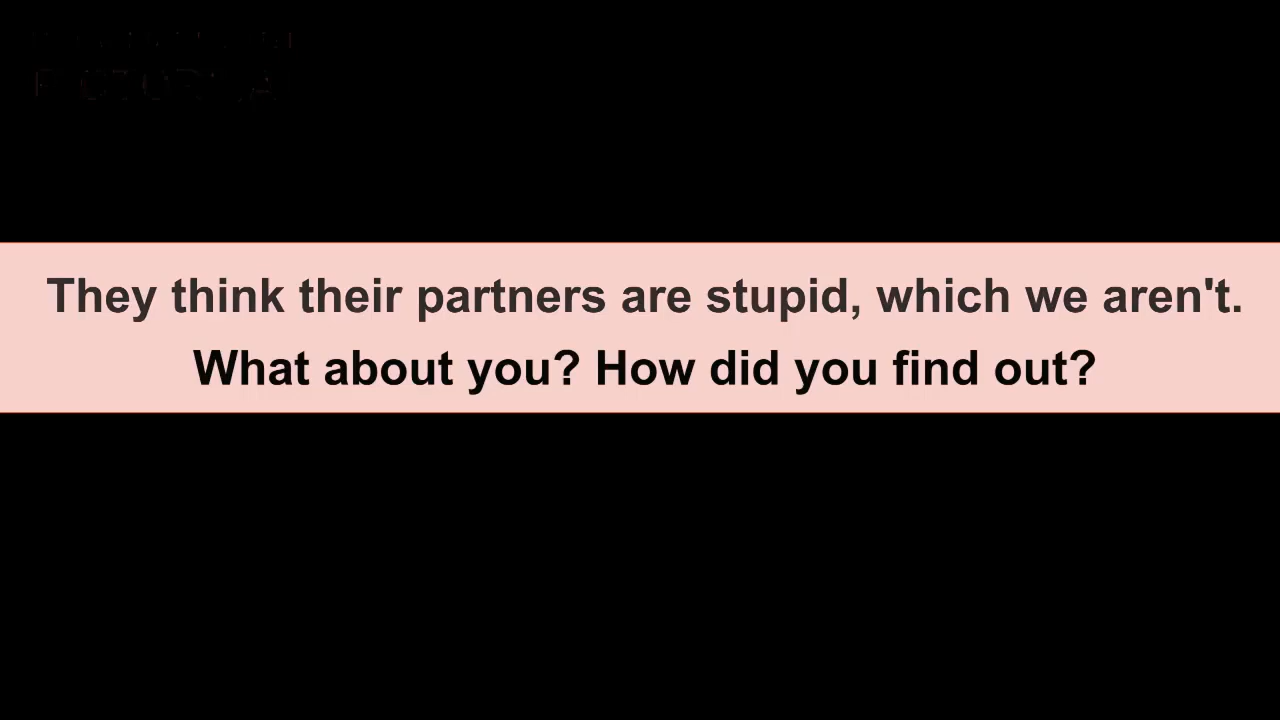 They think their partners are stupid, which we aren't.
What about you? How did you find out?